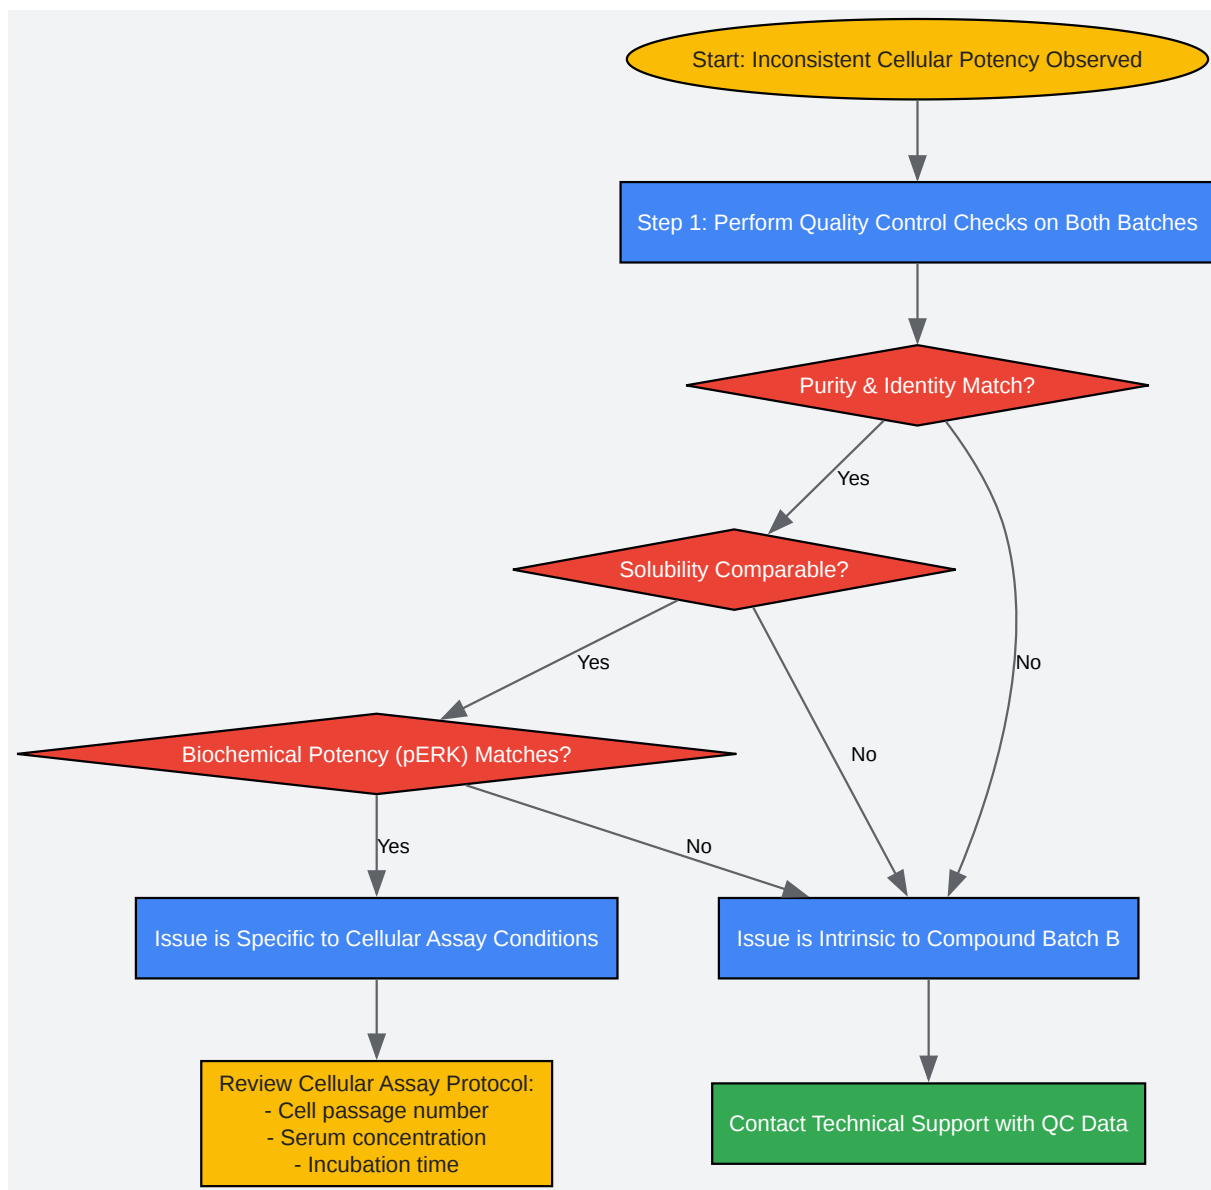 Start: Inconsistent Cellular Potency Observed
Step 1: Perform Quality Control Checks on Both Batches
Purity & Identity Match?
Yes
Solubility Comparable?
Yes
No
Biochemical Potency (pERK) Matches?
No
Yes
No
Issue is Specific to Cellular Assay Conditions
Issue is Intrinsic to Compound Batch B
Review Cellular Assay Protocol:
- Cell passage number
- Serum concentration
- Incubation time
Contact Technical Support with QC Data